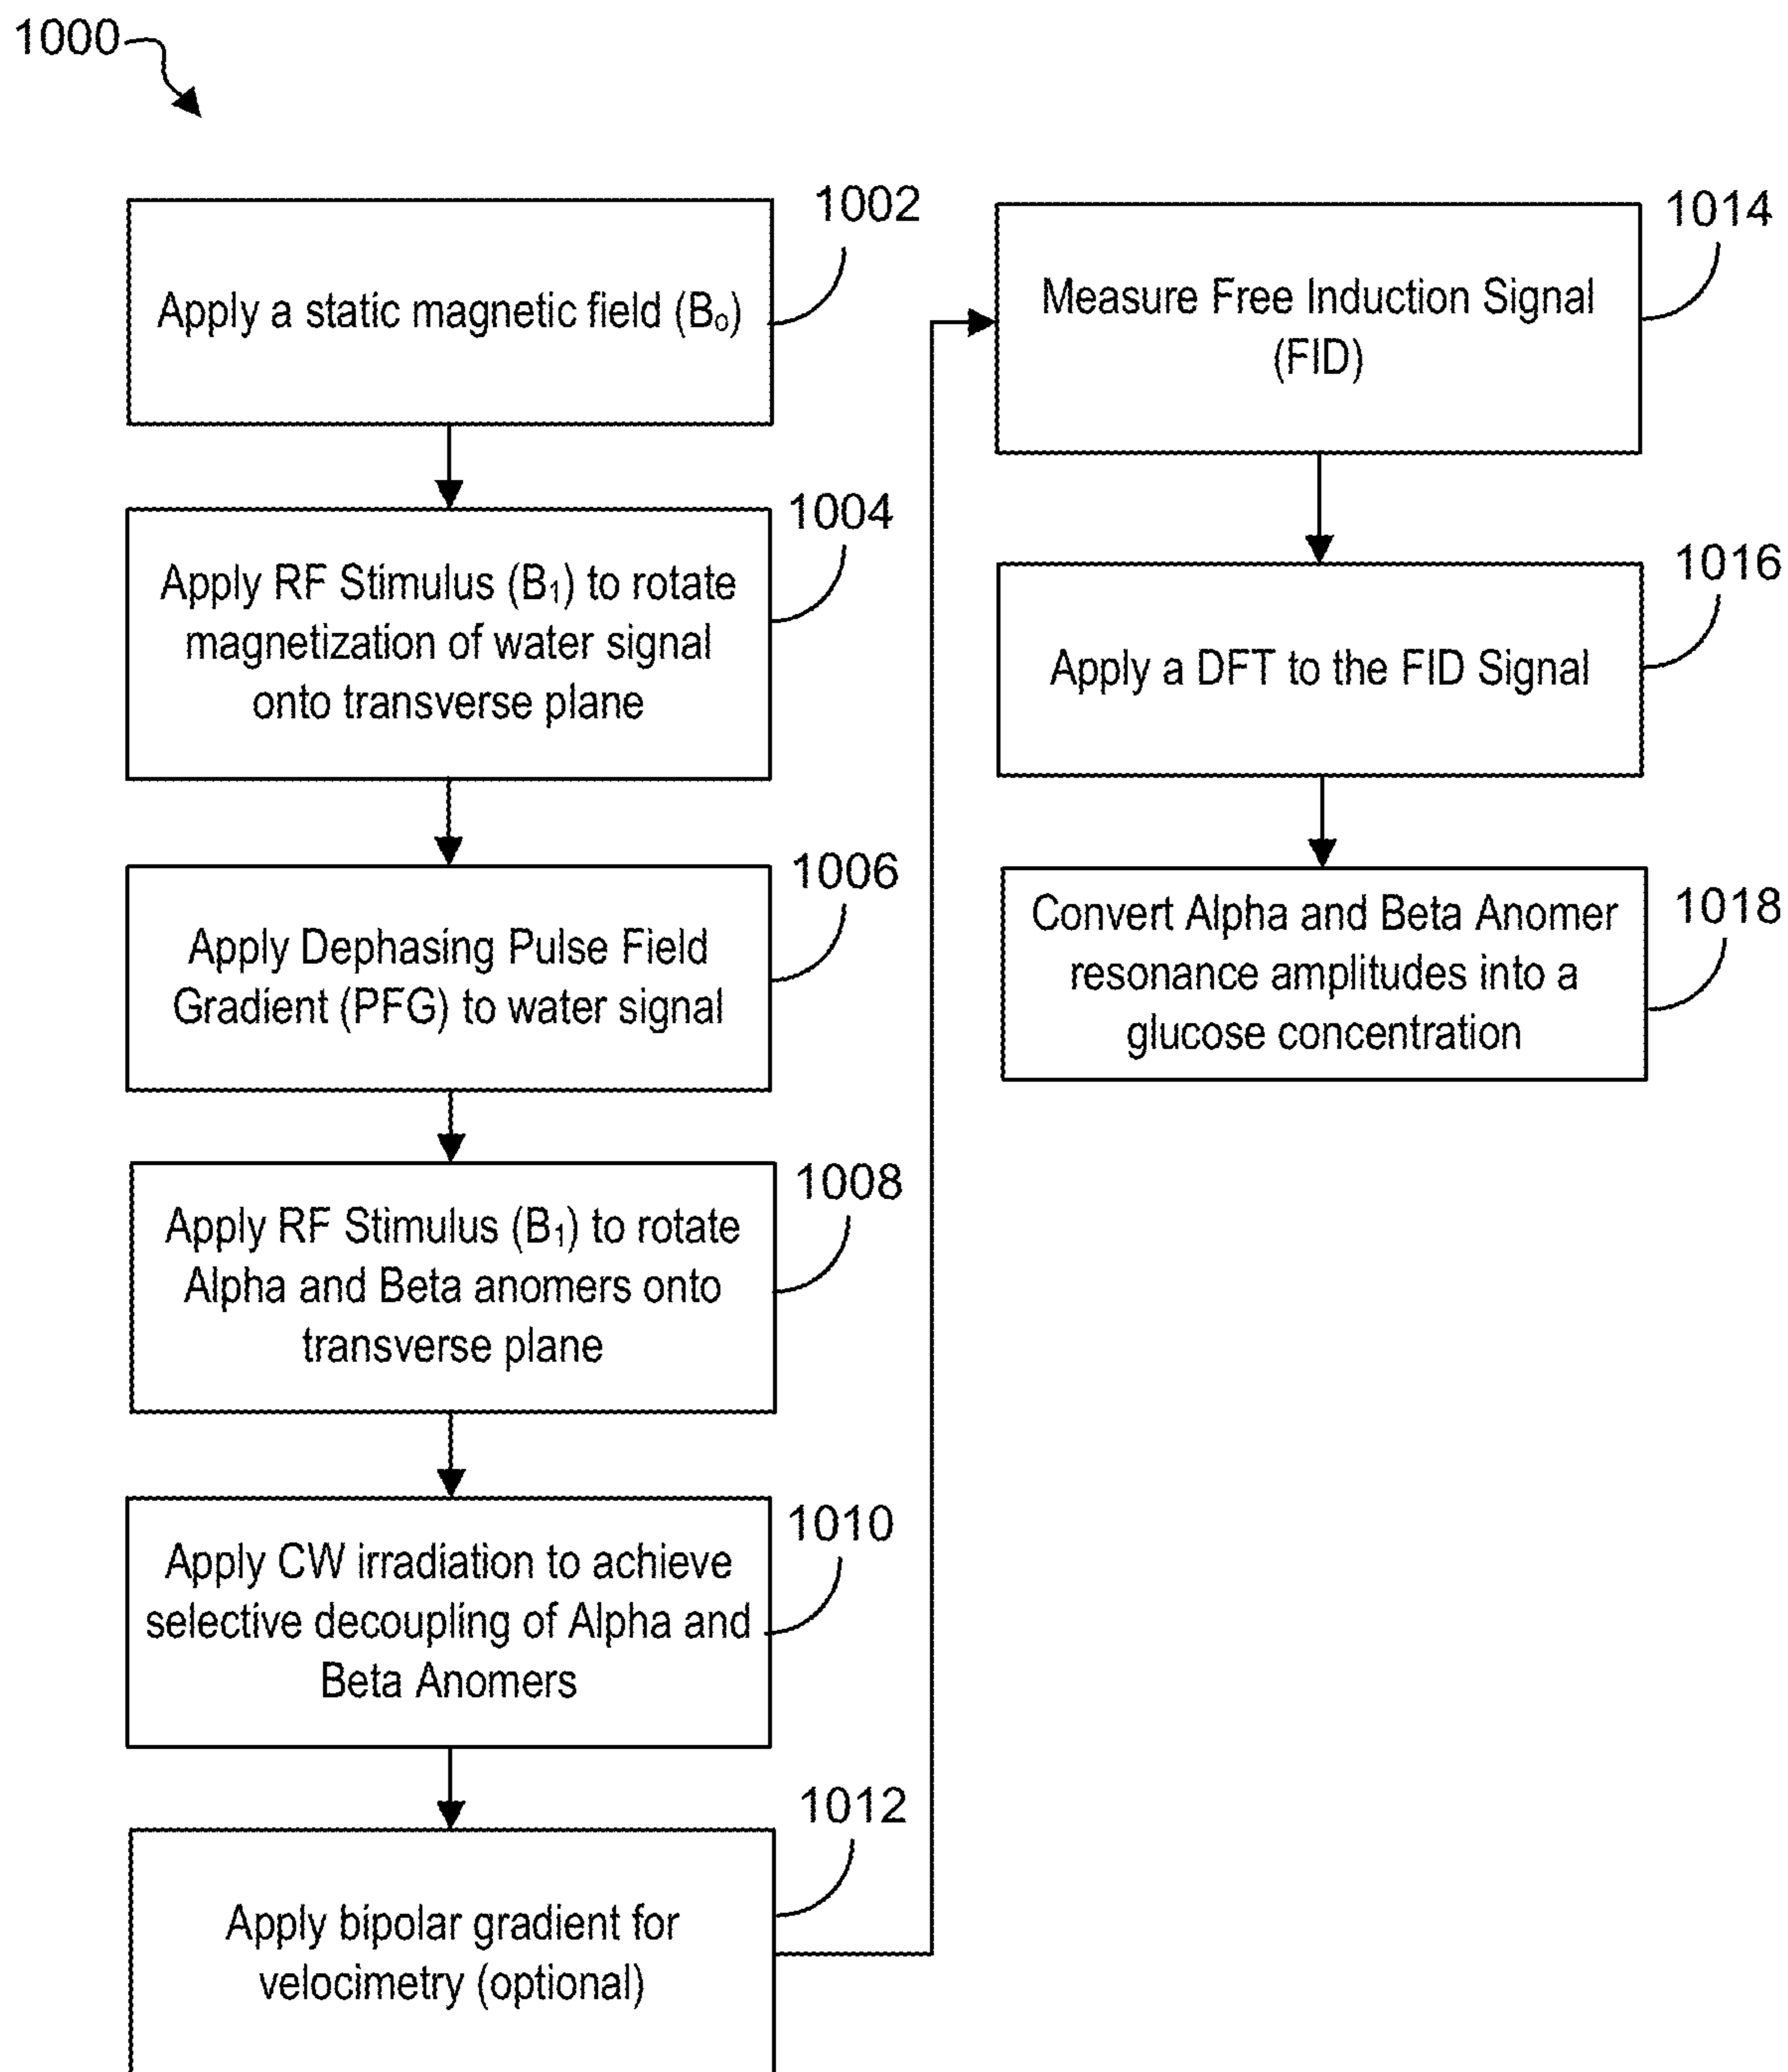 1000
1002
Apply a static magnetic field (B₀)
1004
Apply RF Stimulus (B₁) to rotate
magnetization of water signal
onto transverse plane
1006
Apply Dephasing Pulse Field
Gradient (PFG) to water signal
1008
Apply RF Stimulus (B₁) to rotate
Alpha and Beta anomers onto
transverse plane
1010
Apply CW irradiation to achieve
selective decoupling of Alpha and
Beta Anomers
1012
Apply bipolar gradient for
velocimetry (optional)
1014
Measure Free Induction Signal
(FID)
1016
Apply a DFT to the FID Signal
1018
Convert Alpha and Beta Anomer
resonance amplitudes into a
glucose concentration